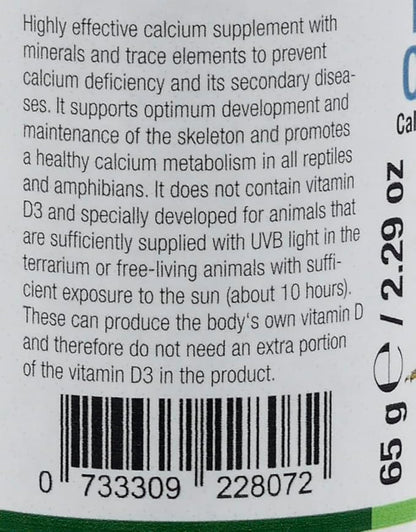 Highly effective calcium supplement with
minerals and trace elements to prevent
calcium deficiency and its secondary disea-
ses. It supports optimum development and
maintenance of the skeleton and promotes
a healthy calcium metabolism in all reptiles
and amphibians. It does not contain vitamin
D3 and specially developed for animals that
are sufficiently supplied with UVB light in the
terrarium or free-living animals with suffi-
cient exposure to the sun (about 10 hours).
These can produce the body's own vitamin D
and therefore do not need an extra portion
of the vitamin D3 in the product.
0 733309 228072
65 g ℮ / 2.29 oz